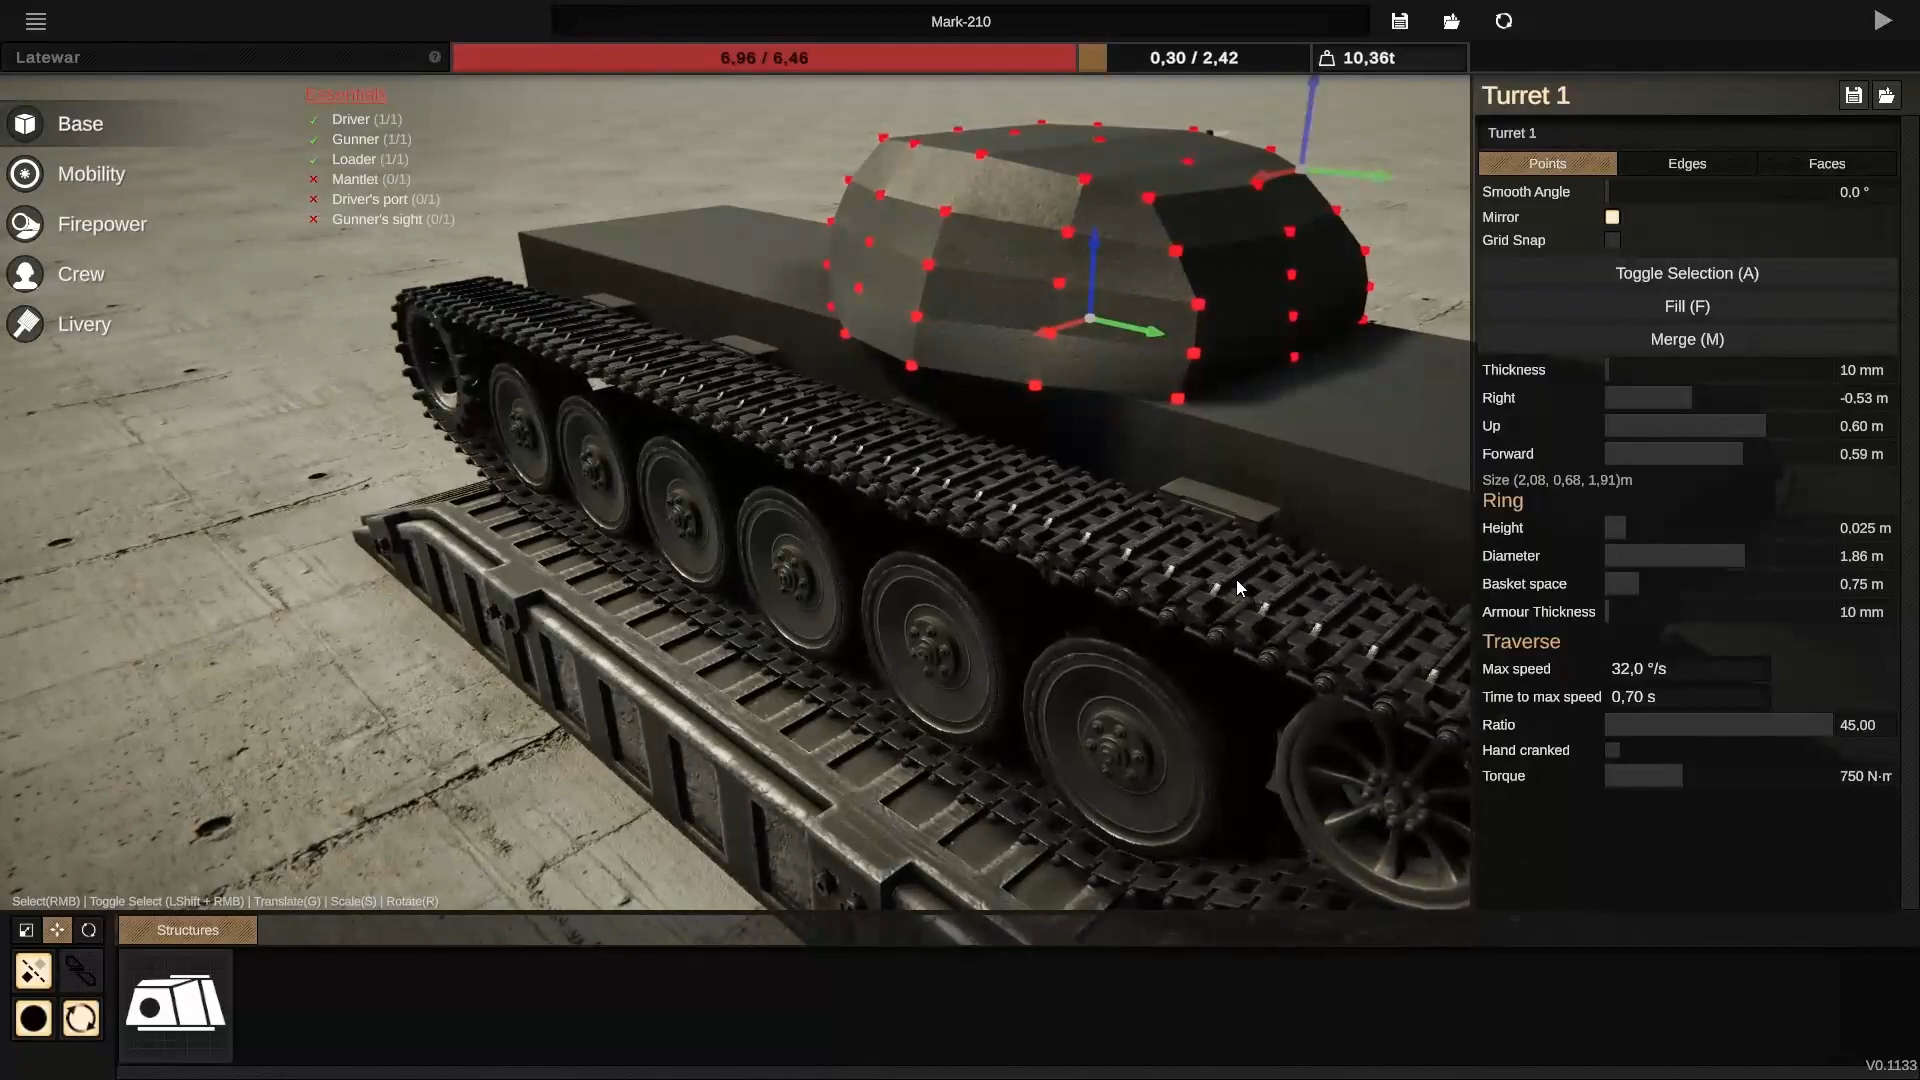 Mark-210
Latewar
?
6,96 / 6,46
0,30 / 2,42
10,36t
Base
Mobility
Firepower
Crew
Livery
Essentials
Driver (1/1)
Gunner (1/1)
Loader (1/1)
Mantlet (0/1)
Driver's port (0/1)
Gunner's sight (0/1)
Turret 1
Turret 1
Points Edges Faces
Smooth Angle 0,0 °
Mirror
Grid Snap
Toggle Selection (A)
Fill (F)
Merge (M)
Thickness 10 mm
Right -0,53 m
Up 0,60 m
Forward 0,59 m
Size (2,08, 0,68, 1,91)m
Ring
Height 0,025 m
Diameter 1,86 m
Basket space 0,75 m
Armour Thickness 10 mm
Traverse
Max speed 32,0 °/s
Time to max speed 0,70 s
Ratio 45,00
Hand cranked
Torque 750 N·m
Select(RMB) | Toggle Select (LShift + RMB) | Translate(G) | Scale(S) | Rotate(R)
Structures
V0.1133